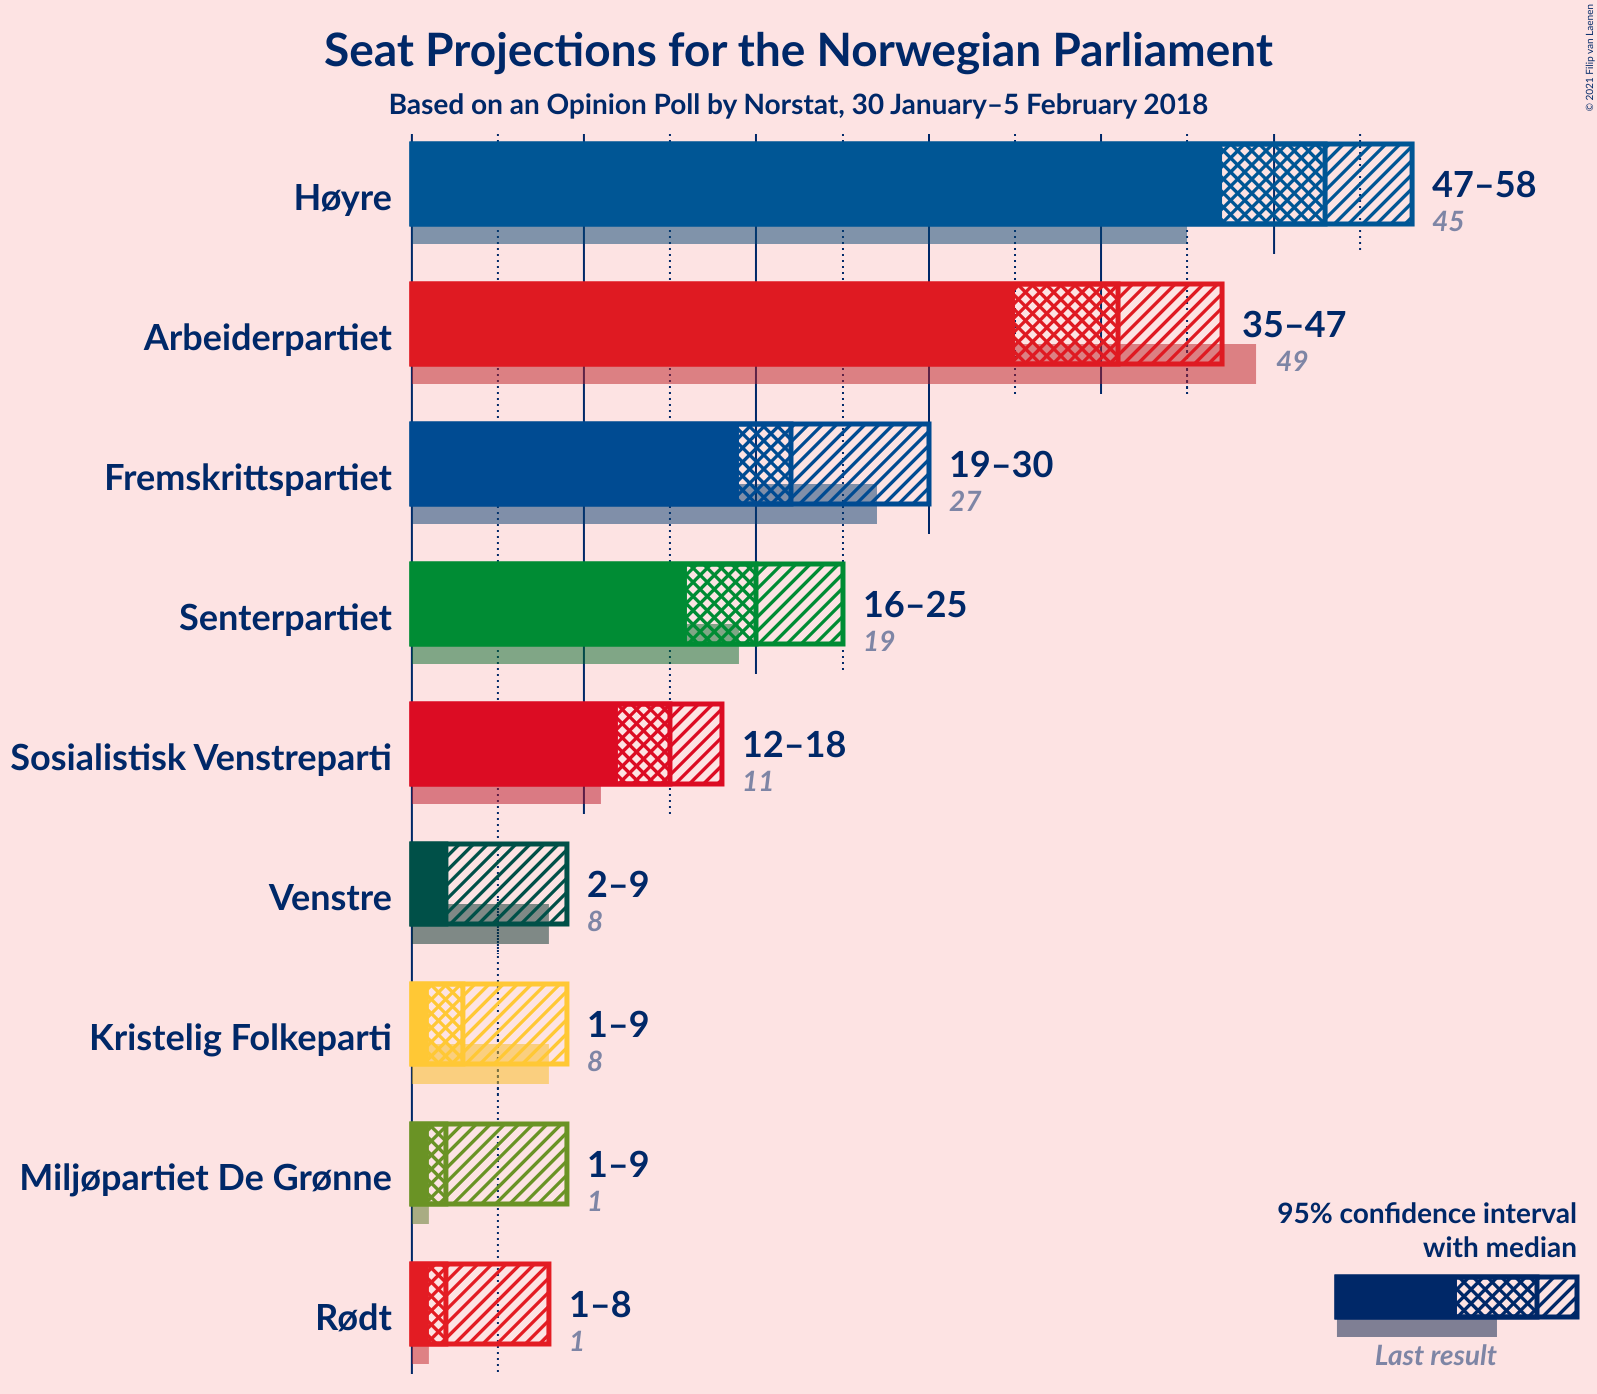 Seat Projections for the Norwegian Parliament
Based on an Opinion Poll by Norstat, 30 January–5 February 2018
© 2021 Filip van Laenen
Høyre
47–58
45
Arbeiderpartiet
35–47
49
Fremskrittspartiet
19–30
27
Senterpartiet
16–25
19
Sosialistisk Venstreparti
12–18
11
Venstre
2–9
8
Kristelig Folkeparti
1–9
8
Miljøpartiet De Grønne
1–9
1
Rødt
1–8
1
95% confidence interval
with median
Last result